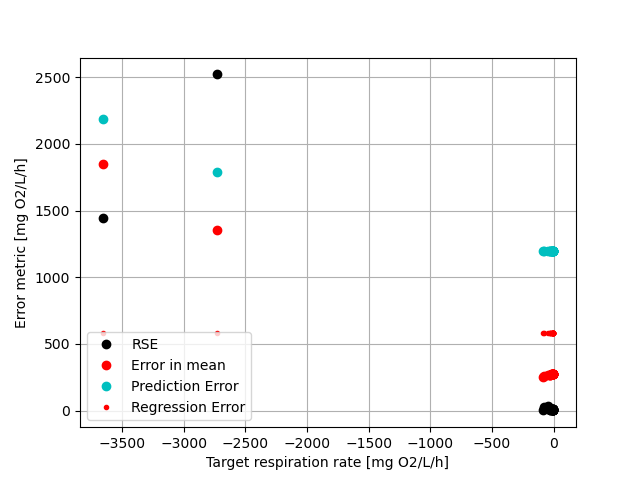 2500
2000
1500
1000
500
0
Error metric [mg O2/L/h]
RSE
Error in mean
Prediction Error
Regression Error
−3500 −3000 −2500 −2000 −1500 −1000 −500 0
Target respiration rate [mg O2/L/h]